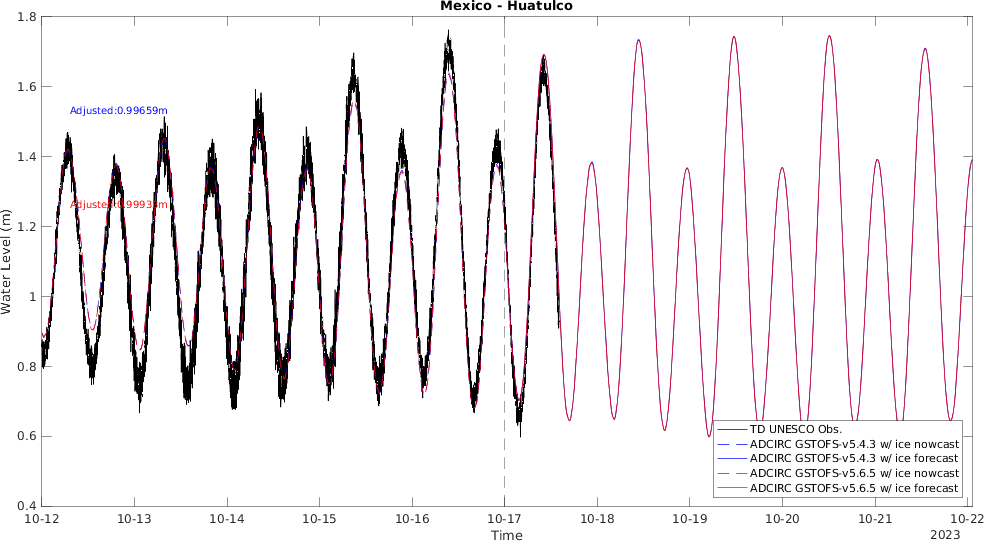 Mexico - Huatulco
1.8
1.6
1.4
1.2
1
0.8
0.6
0.4
Water Level (m)
Adjusted:0.99659m
Adjusted:0.99935m
TD UNESCO Obs.
ADCIRC GSTOFS-v5.4.3 w/ ice nowcast
ADCIRC GSTOFS-v5.4.3 w/ ice forecast
ADCIRC GSTOFS-v5.6.5 w/ ice nowcast
ADCIRC GSTOFS-v5.6.5 w/ ice forecast
10-12 10-13 10-14 10-15 10-16 10-17 10-18 10-19 10-20 10-21 10-22
Time
2023